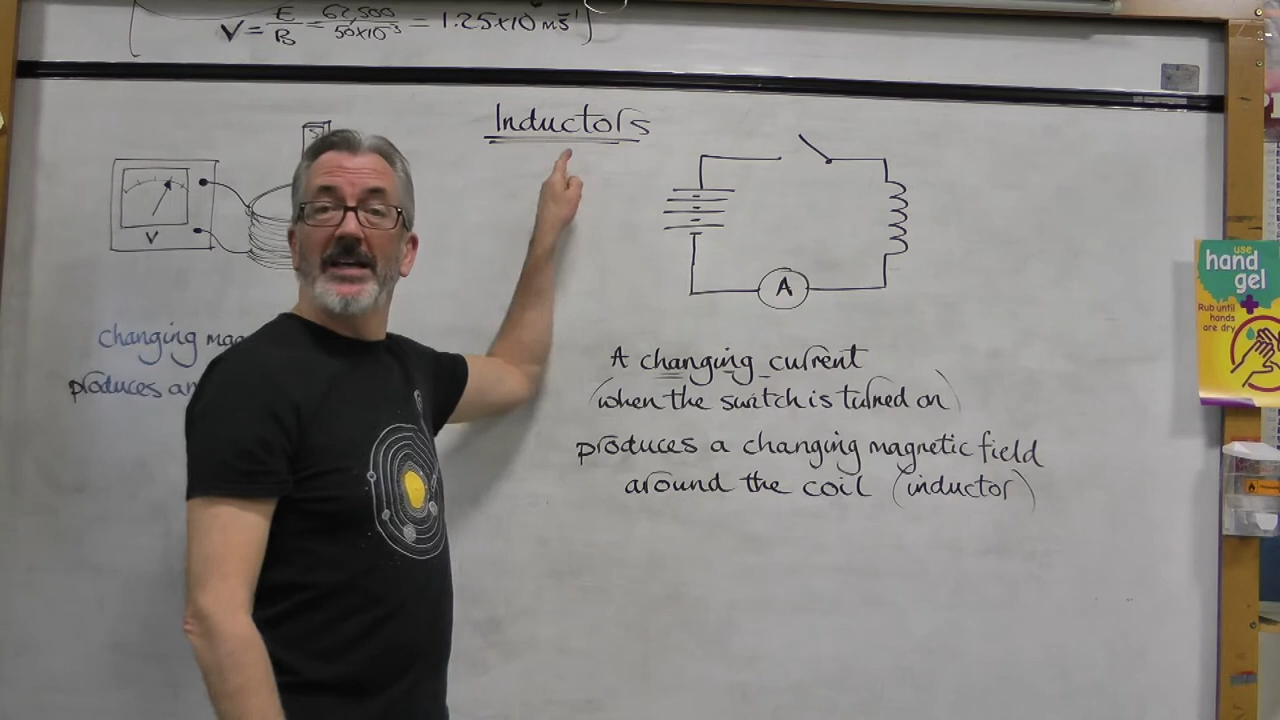 V = E/B = 62,500/50x10⁻³ = 1.25x10 ms⁻¹
Inductors
S
V
A
changing mag
produces an
A changing current
(when the switch is turned on)
produces a changing magnetic field
around the coil (inductor)
use
hand
gel
Rub until
hands
are dry